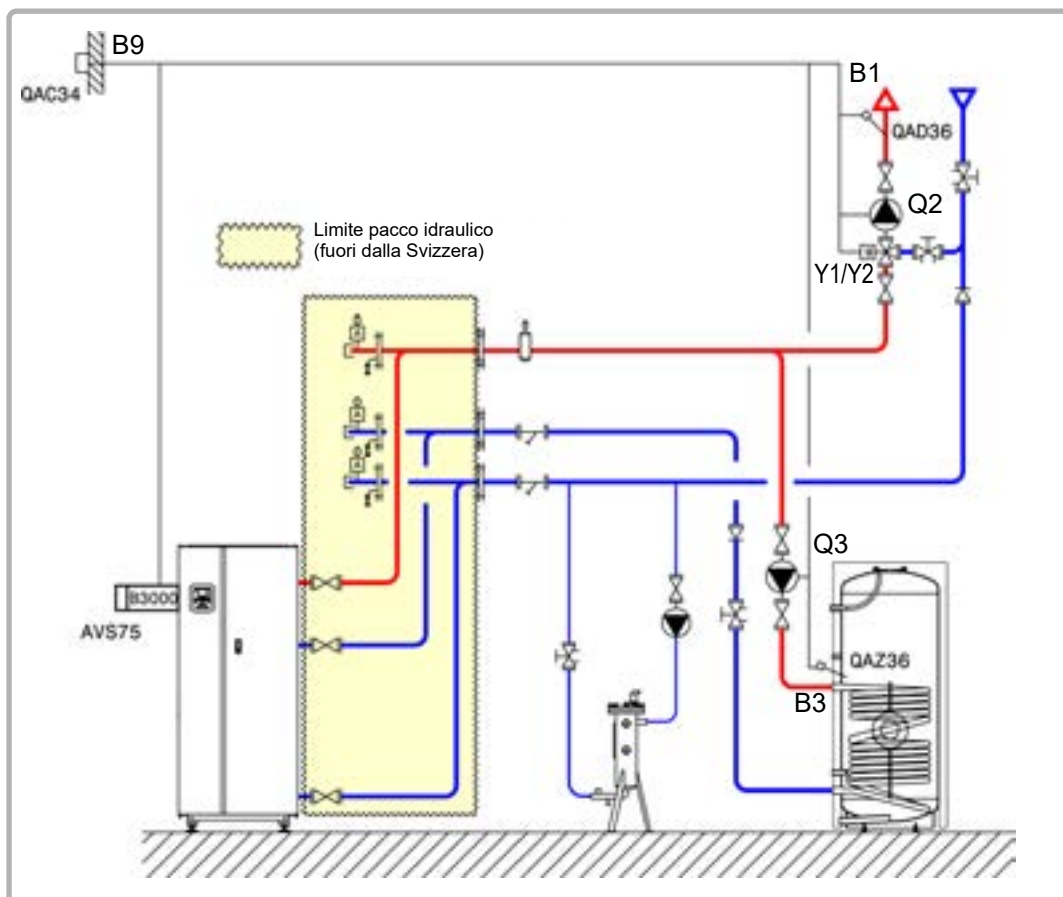 B9
QAC34
B1
QAD36
Q2
Y1/Y2
Limite pacco idraulico
(fuori dalla Svizzera)
B3000
AVS75
Q3
QAZ36
B3